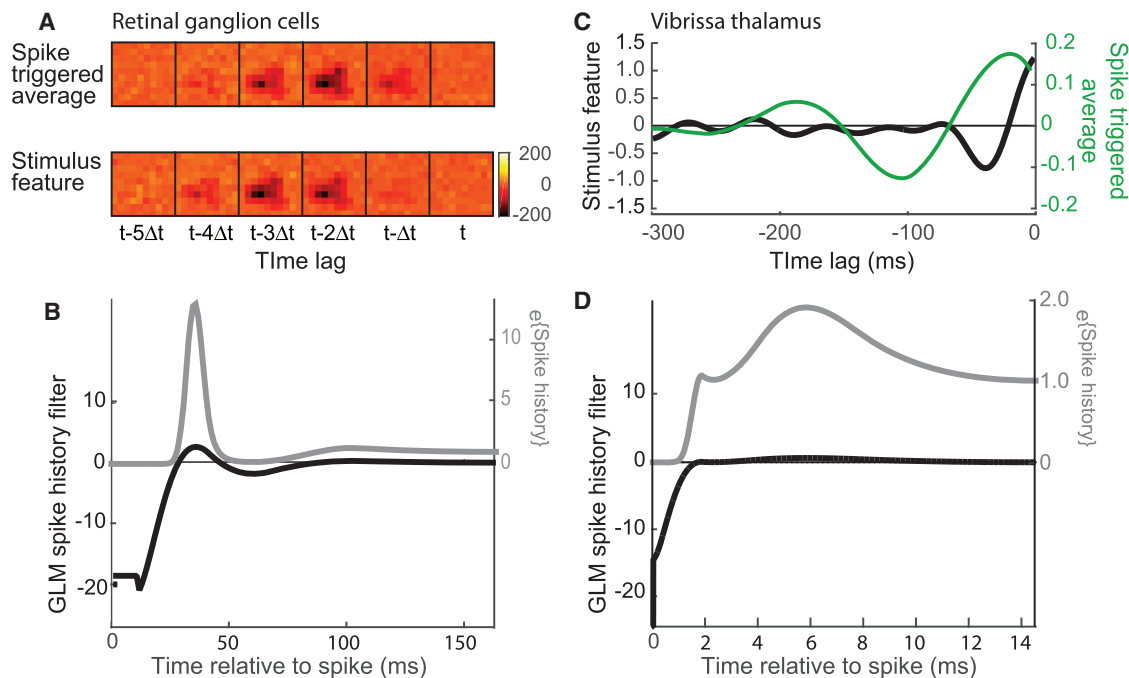 A Retinal ganglion cells
Spike
triggered
average
Stimulus
feature
200
0
-200
t-5Δt t-4Δt t-3Δt t-2Δt t-Δt t
TIme lag
C Vibrissa thalamus
Stimulus feature
1.5
1.0
0.5
0
-0.5
-1.0
-1.5
0.2
0.1
0
-0.1
-0.2
Spike triggered
average
-300 -200 -100 0
TIme lag (ms)
B
GLM spike history filter
10
0
-10
-20
10
5
0
e{Spike history}
0 50 100 150
Time relative to spike (ms)
D
GLM spike history filter
10
0
-10
-20
2.0
1.0
0
e{Spike history}
0 2 4 6 8 10 12 14
Time relative to spike (ms)